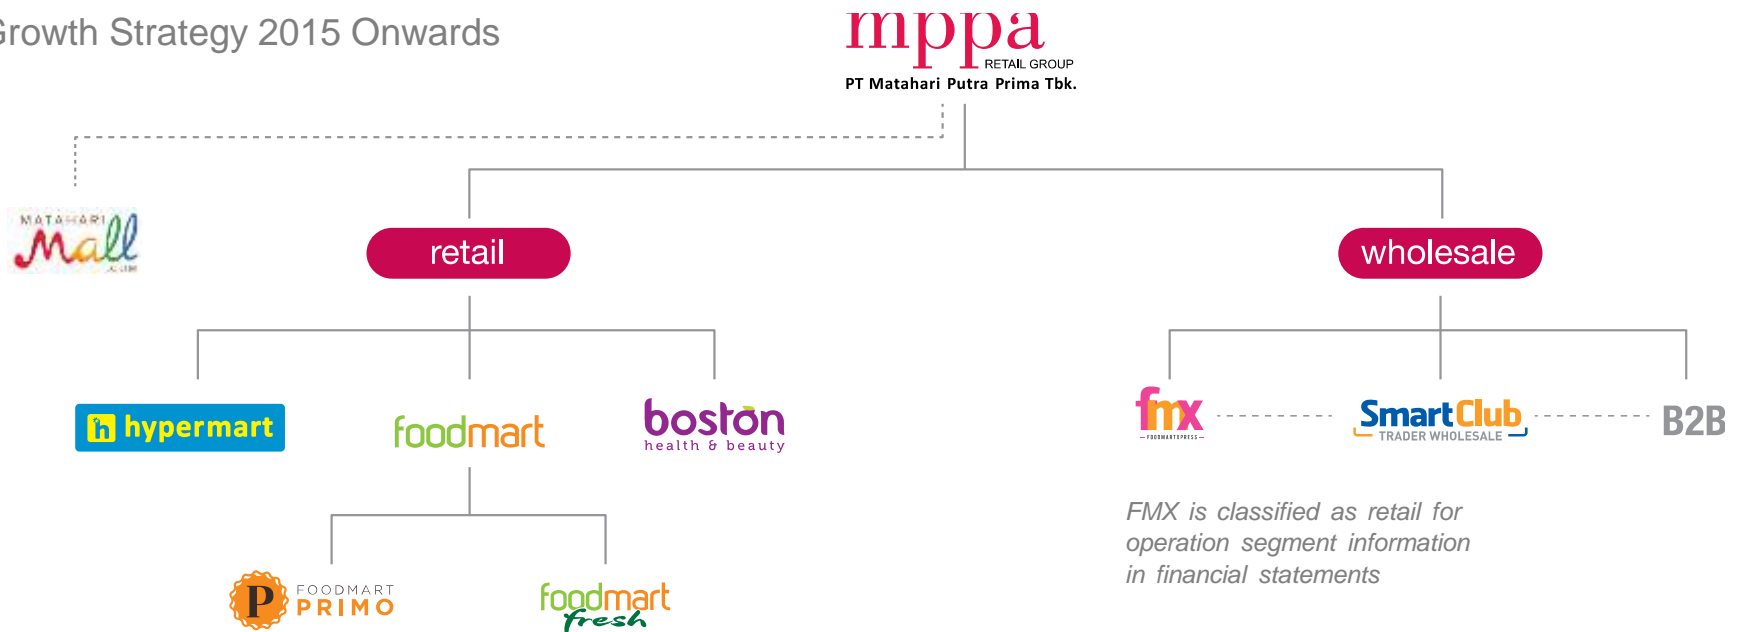 Growth Strategy 2015 Onwards
mppa
RETAIL GROUP
PT Matahari Putra Prima Tbk.
MATAHARI
Mall
.COM
retail
wholesale
h hypermart
foodmart
boston
health & beauty
fmx
FOODMARTXPRESS
SmartClub
TRADER WHOLESALE
B2B
FMX is classified as retail for
operation segment information
in financial statements
P FOODMART
PRIMO
foodmart
fresh